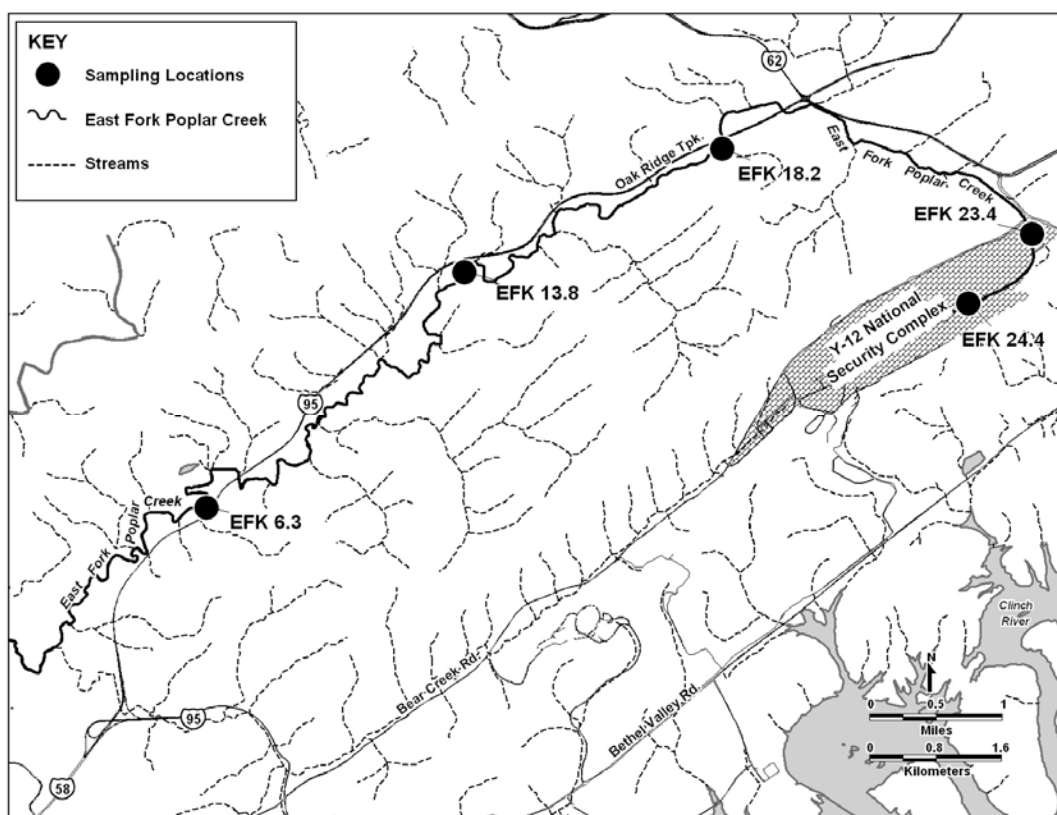 KEY
Sampling Locations
East Fork Poplar Creek
Streams
62
Oak Ridge Tpk.
East Fork Poplar Creek
EFK 18.2
EFK 23.4
EFK 13.8
Y-12 National
Security Complex
EFK 24.4
95
East Fork Poplar Creek
EFK 6.3
Clinch
River
Bear Creek Rd.
Bethel Valley Rd.
N
0 0.5 1
Miles
0 0.8 1.6
Kilometers
95
58